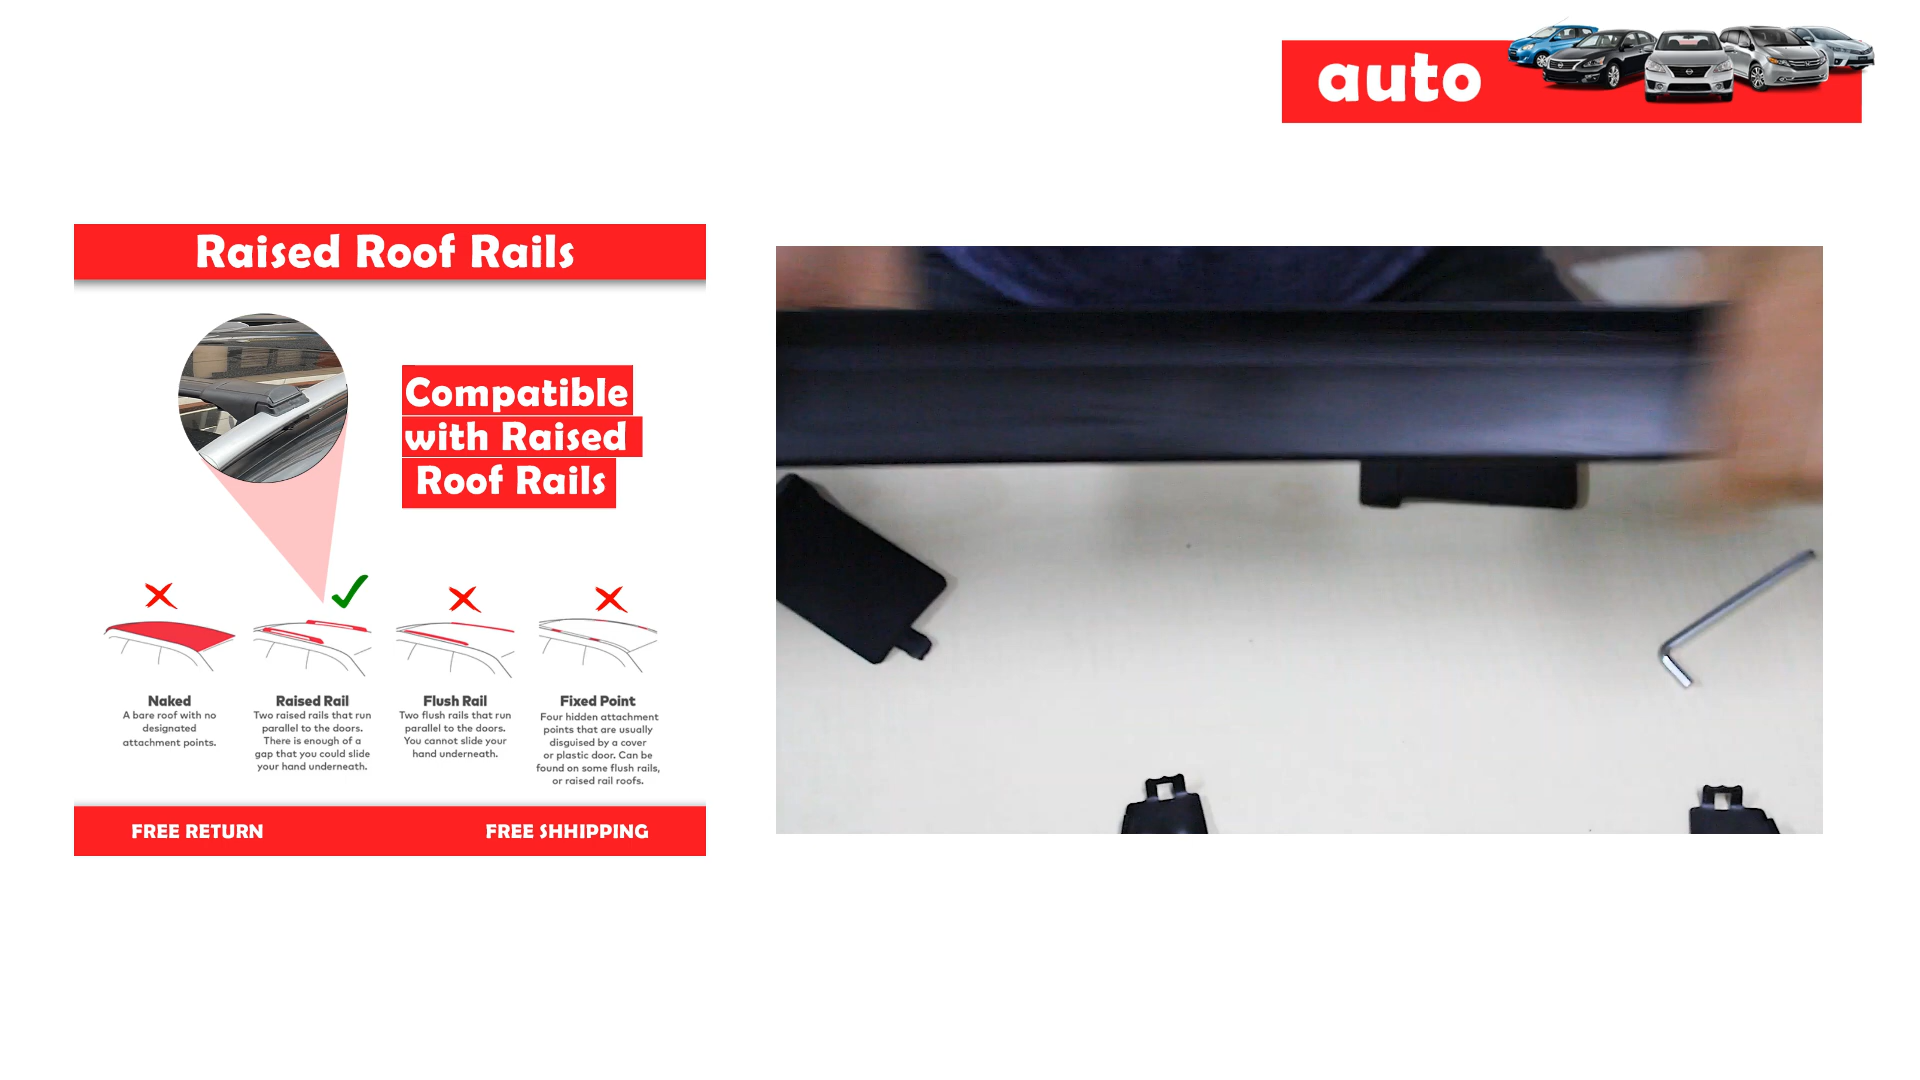 auto
Raised Roof Rails
Compatible
with Raised
Roof Rails
Naked
A bare roof with no
designated
attachment points.
Raised Rail
Two raised rails that run
parallel to the doors.
There is enough of a
gap that you could slide
your hand underneath.
Flush Rail
Two flush rails that run
parallel to the doors.
You cannot slide your
hand underneath.
Fixed Point
Four hidden attachment
points that are usually
disguised by a cover
or plastic door. Can be
found on some flush rails,
or raised rail roofs.
FREE RETURN
FREE SHHIPPING